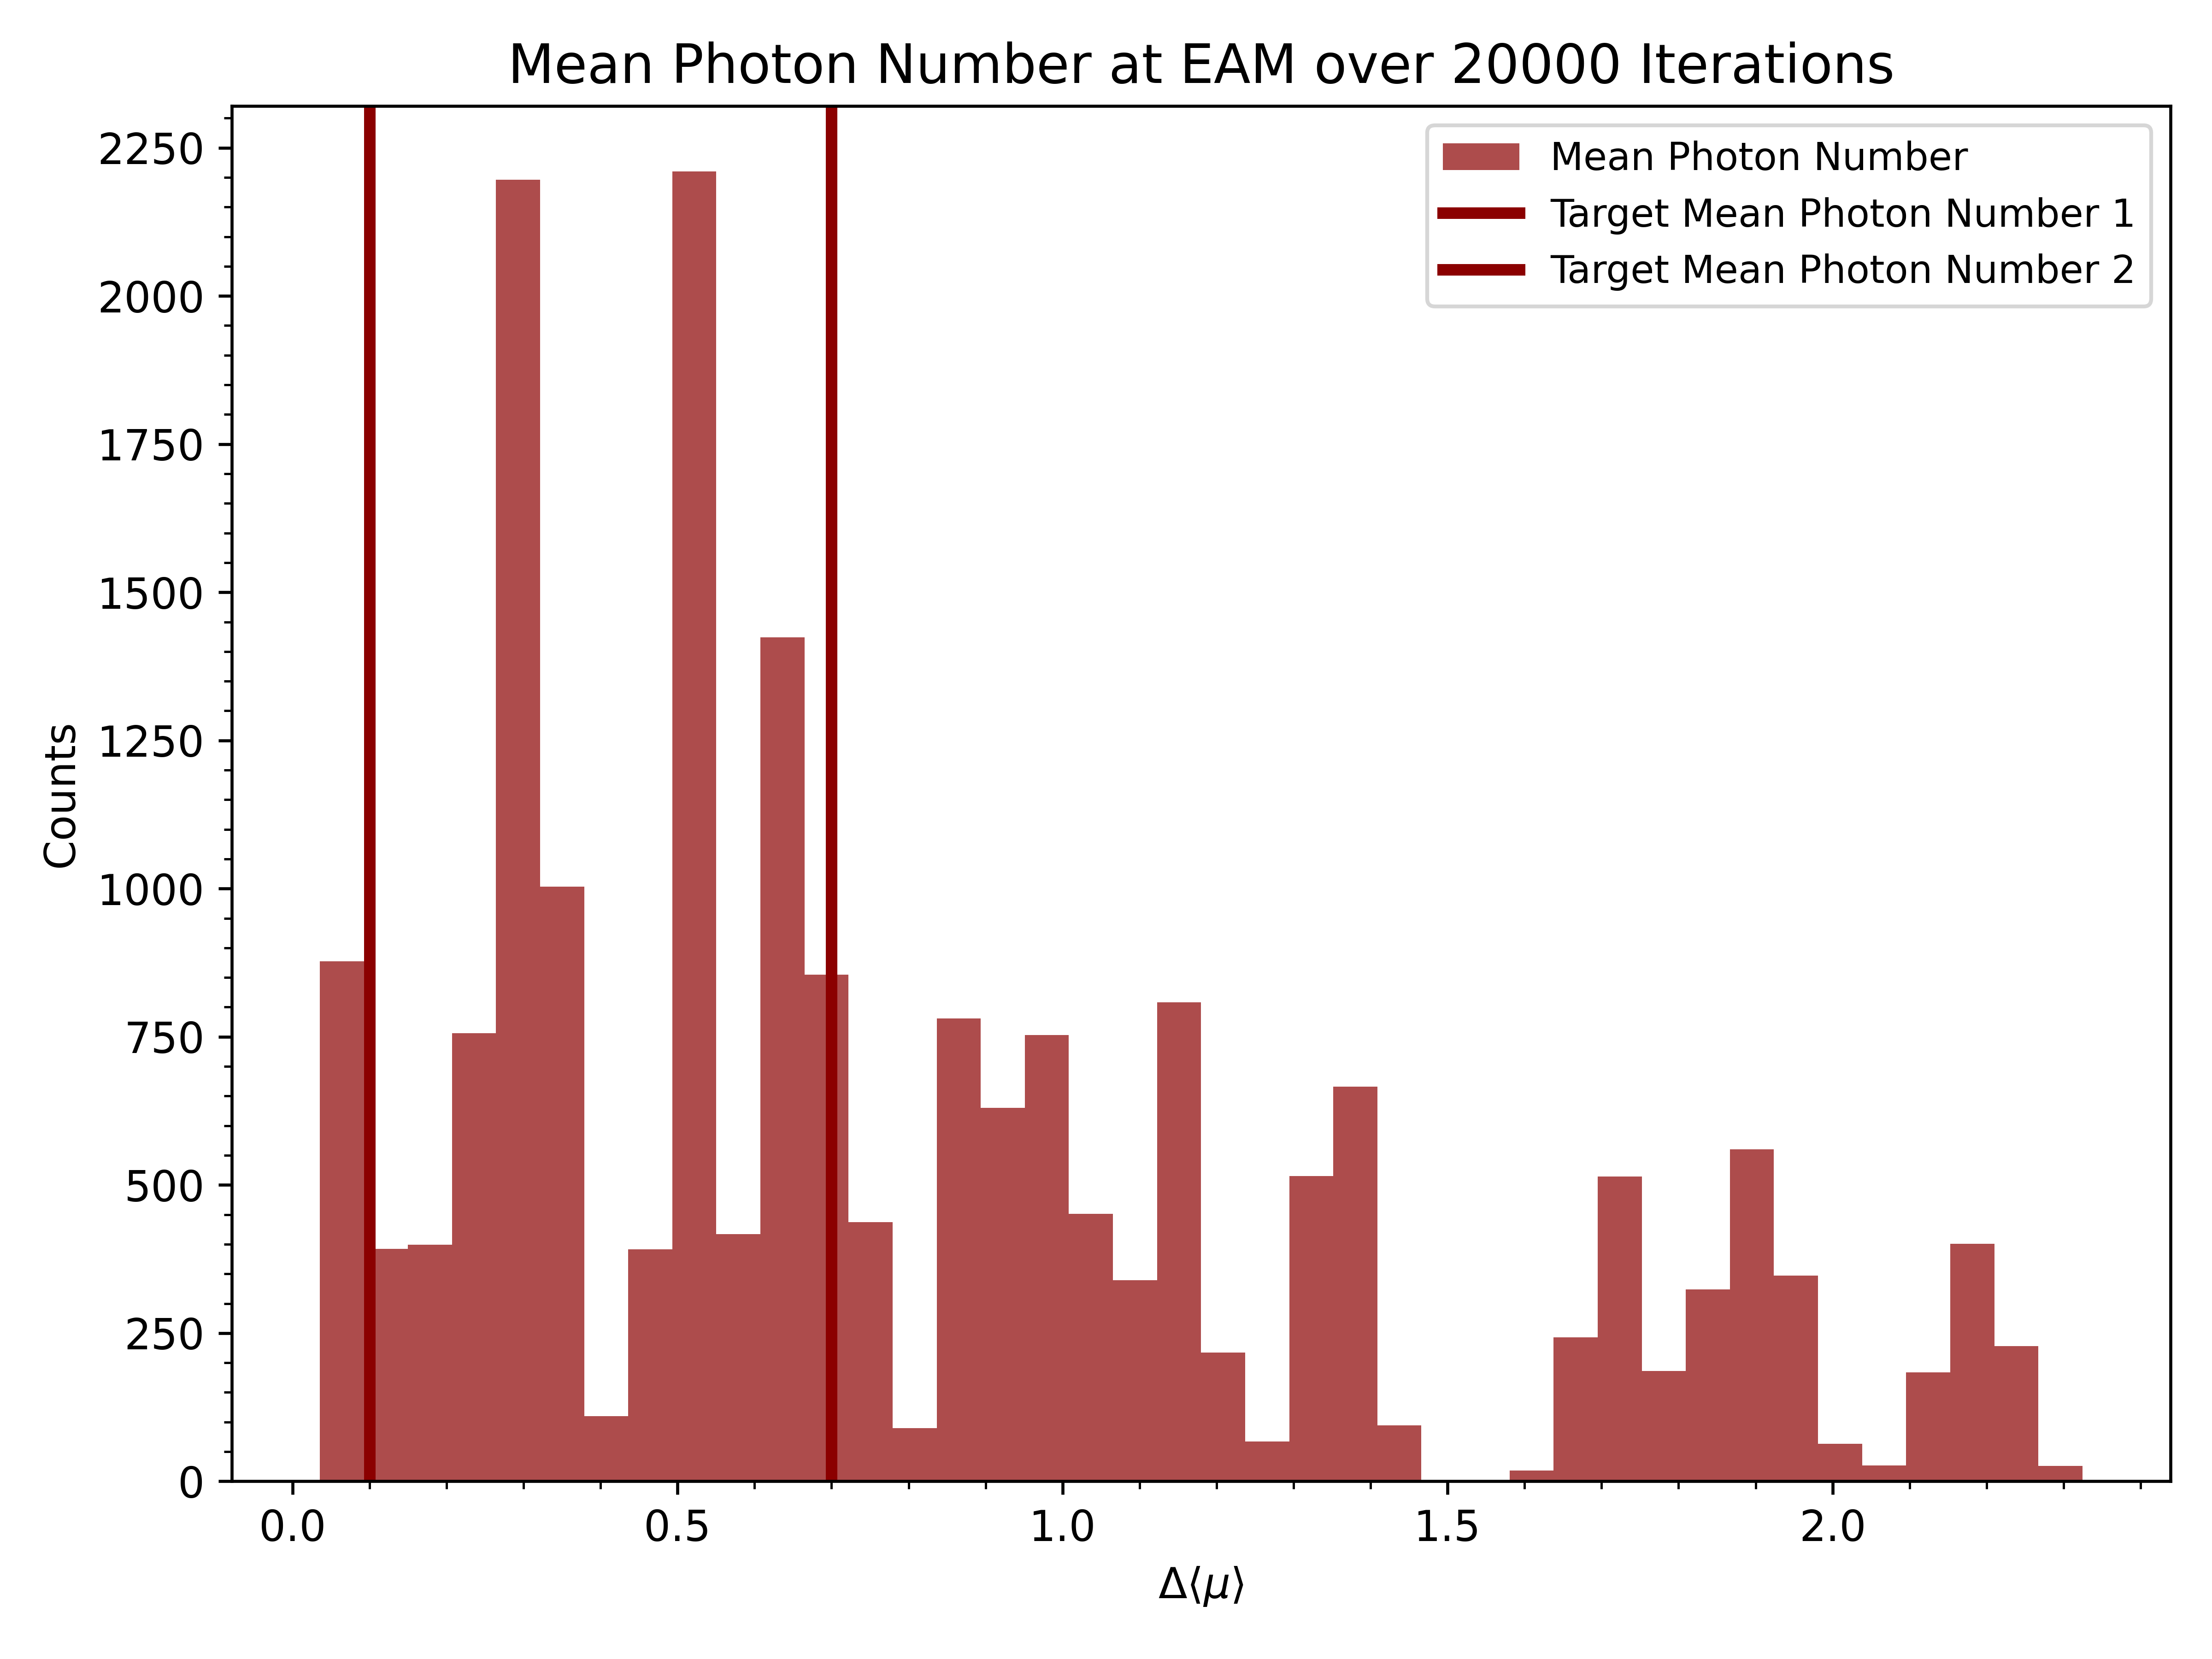 Mean Photon Number at EAM over 20000 Iterations
Mean Photon Number
Target Mean Photon Number 1
Target Mean Photon Number 2
2250
2000
1750
1500
1250
1000
750
500
250
0
Counts
0.0 0.5 1.0 1.5 2.0
Δ⟨μ⟩